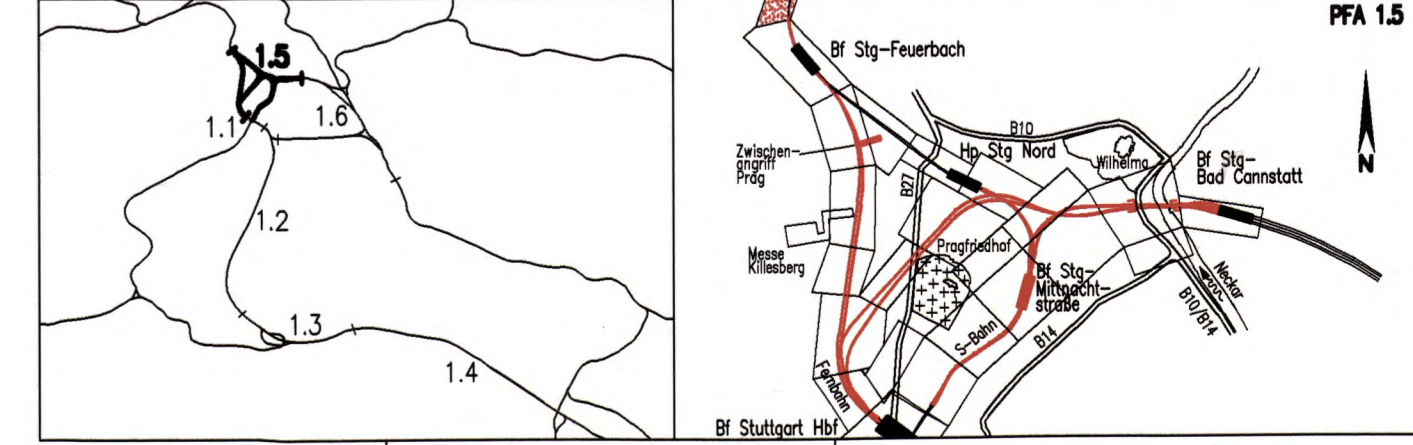 1.5
1.1
1.6
1.2
1.3
1.4
PFA 1.5
Bf Stg-Feuerbach
B10
Zwischen-
angriff
Prag
Hp Stg Nord
Wilhelma
Bf Stg-
Bad Cannstatt
N
B27
Messe
Killesberg
Pragfriedhof
Bf Stg-
Mittnacht-
straße
Neckar
B10/B14
S-Bahn
B14
Fernbahn
Bf Stuttgart Hbf